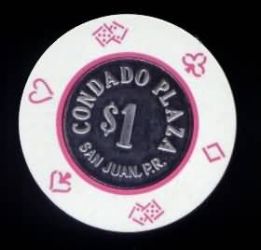 CONDADO PLAZA
$1
SAN JUAN, P.R.